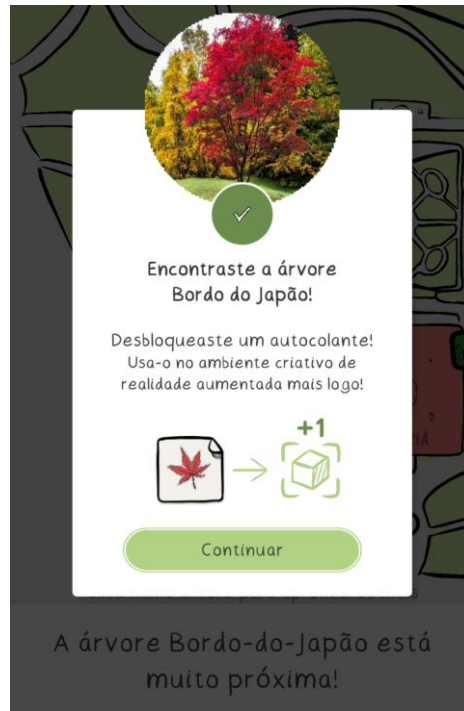 Encontraste a árvore
Bordo do Japão!
Desbloqueaste um autocolante!
Usa-o no ambiente criativo de
realidade aumentada mais logo!
+1
Continuar
A árvore Bordo-do-Japão está
muito próxima!